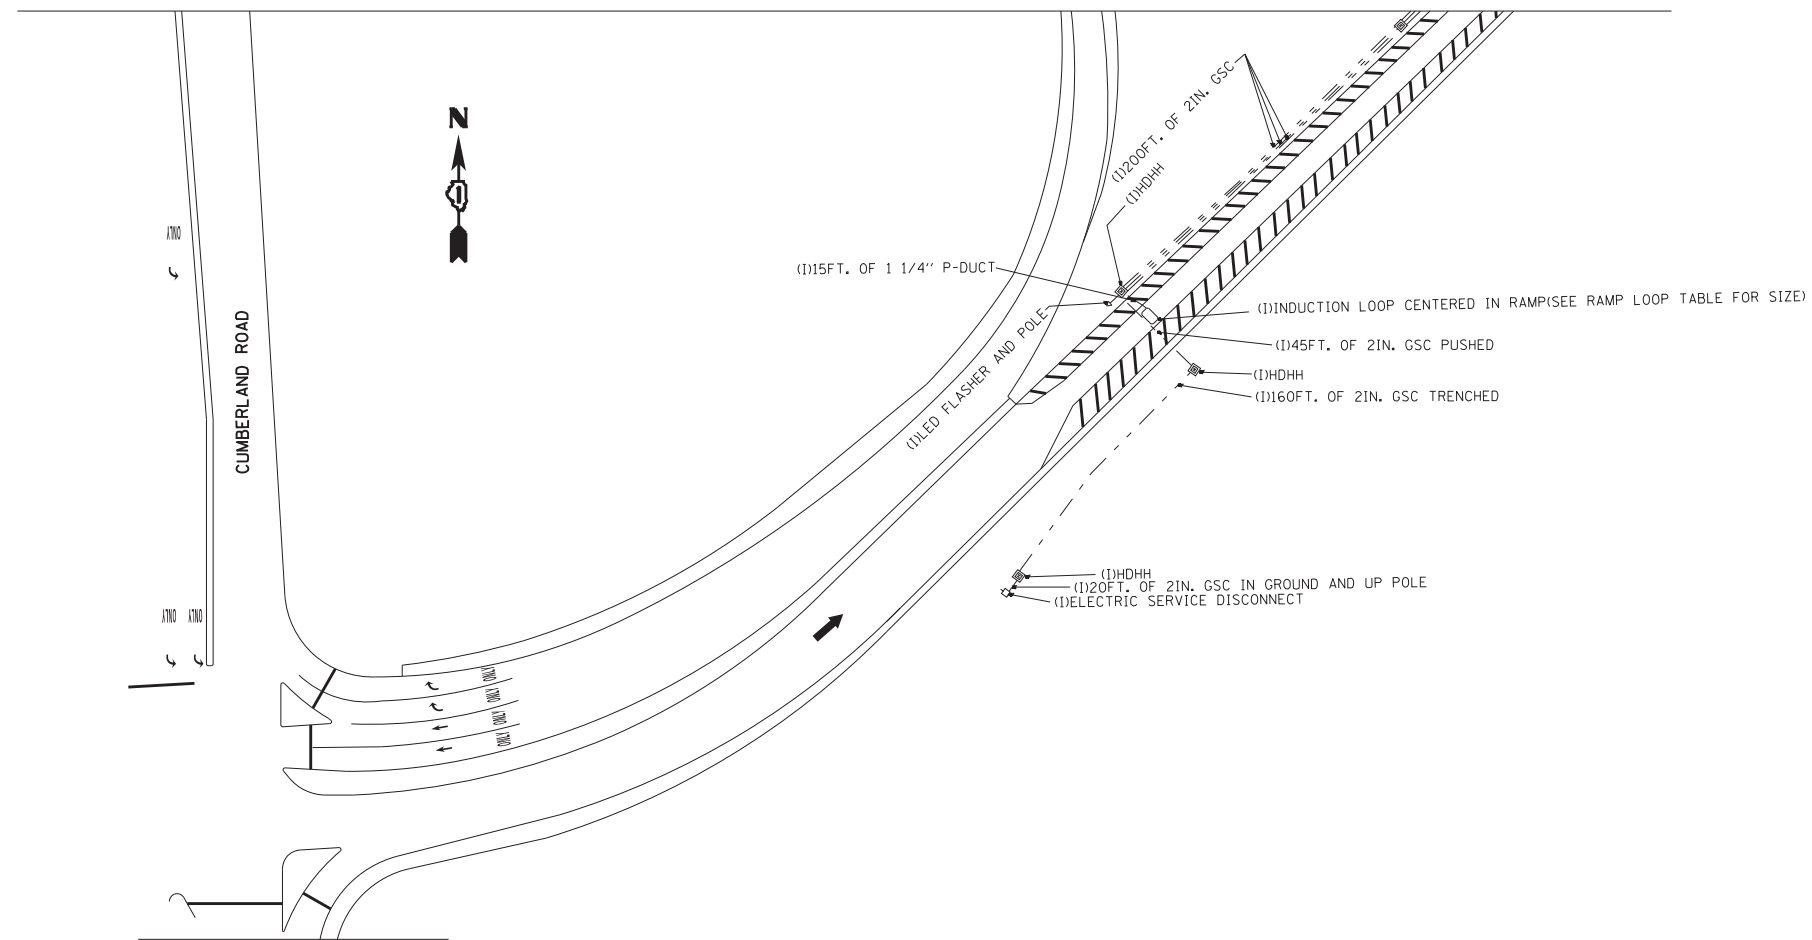 N
(I)200FT. OF 2IN. GSC
(I)HDHH
ONLY
(I)15FT. OF 1 1/4'' P-DUCT
(I)INDUCTION LOOP CENTERED IN RAMP(SEE RAMP LOOP TABLE FOR SIZE)
(I)LED FLASHER AND POLE
(I)45FT. OF 2IN. GSC PUSHED
(I)HDHH
(I)160FT. OF 2IN. GSC TRENCHED
CUMBERLAND ROAD
(I)HDHH
(I)20FT. OF 2IN. GSC IN GROUND AND UP POLE
(I)ELECTRIC SERVICE DISCONNECT
ONLY ONLY
ONLY
ONLY
ONLY
ONLY